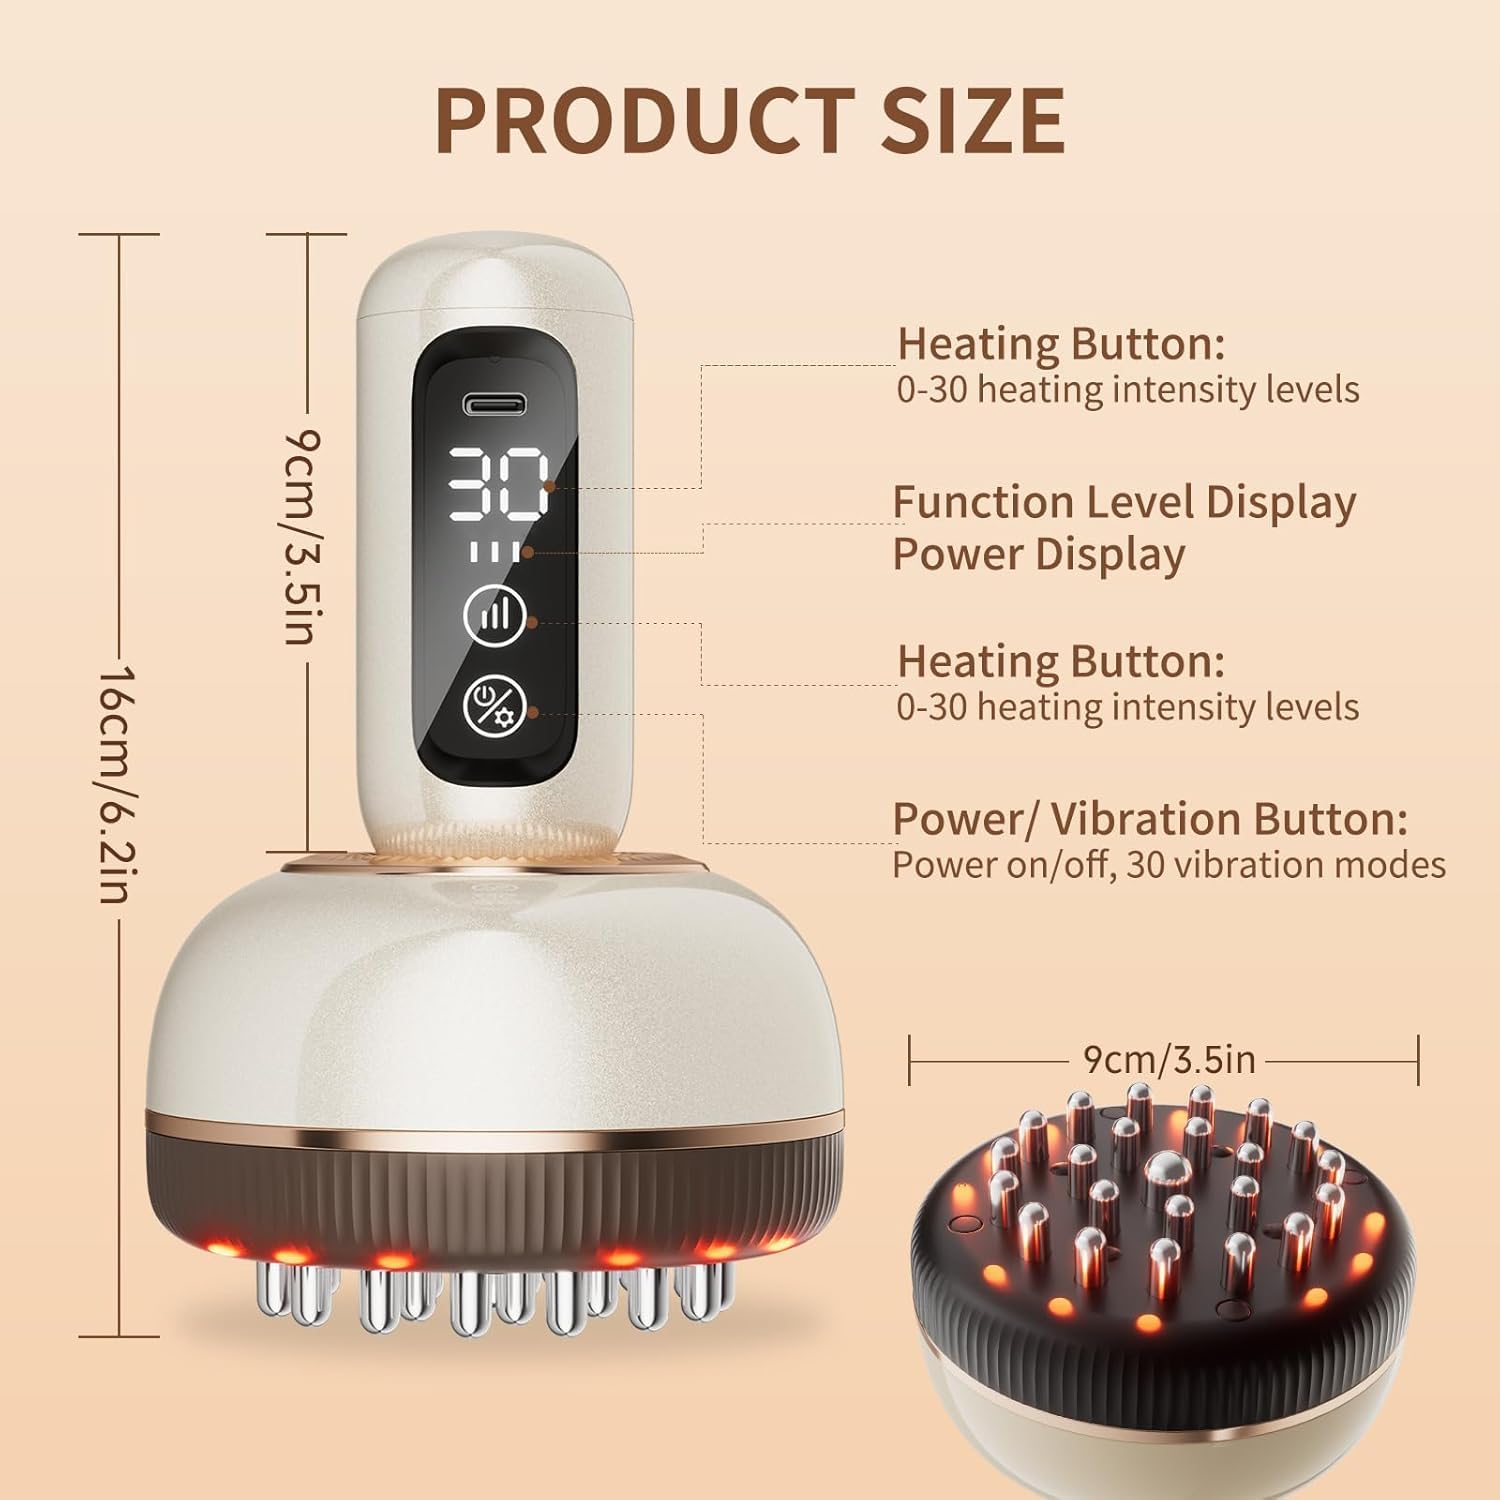 PRODUCT SIZE
16cm/6.2in
9cm/3.5in
30
Heating Button:
0-30 heating intensity levels
Function Level Display
Power Display
Heating Button:
0-30 heating intensity levels
Power/ Vibration Button:
Power on/off, 30 vibration modes
9cm/3.5in